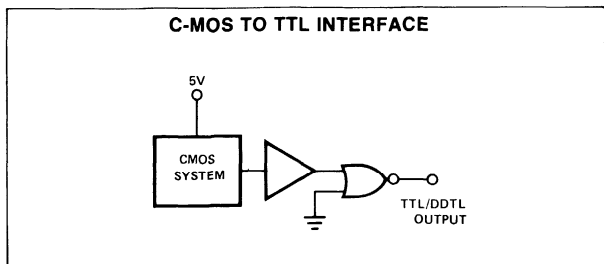 C-MOS TO TTL INTERFACE
5V
CMOS
SYSTEM
TTL/DDTL
OUTPUT